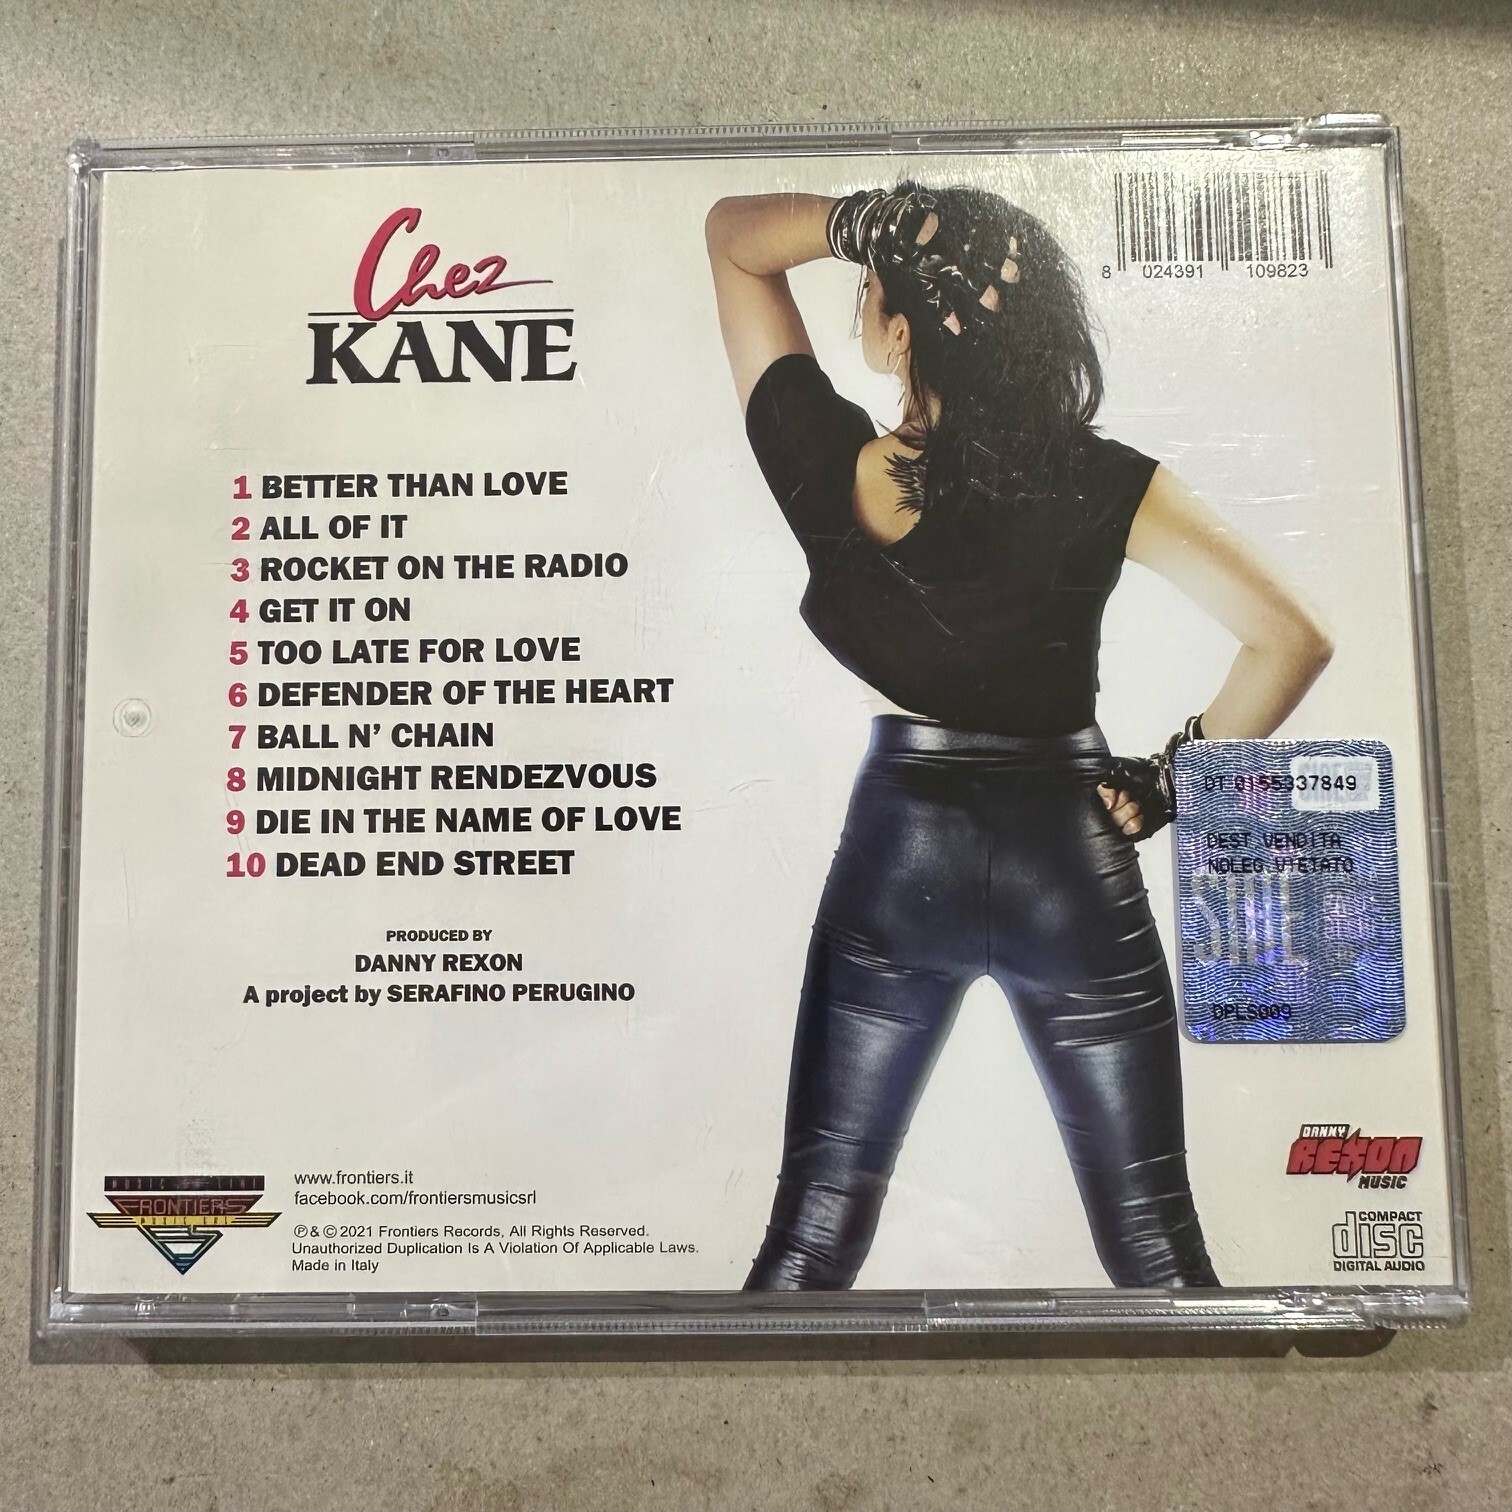 Chez
KANE
8 024391 109823
1 BETTER THAN LOVE
2 ALL OF IT
3 ROCKET ON THE RADIO
4 GET IT ON
5 TOO LATE FOR LOVE
6 DEFENDER OF THE HEART
7 BALL N’ CHAIN
8 MIDNIGHT RENDEZVOUS
9 DIE IN THE NAME OF LOVE
10 DEAD END STREET
PRODUCED BY
DANNY REXON
A project by SERAFINO PERUGINO
DT 0155337849
DEST VENDITA
NOLEG.VIETATO
DPLS009
FRONTIERS
MUSIC SRL
www.frontiers.it
facebook.com/frontiersmusicsrl
℗ & © 2021 Frontiers Records, All Rights Reserved.
Unauthorized Duplication Is A Violation Of Applicable Laws.
Made in Italy
DANNY
REXON
MUSIC
COMPACT
disc
DIGITAL AUDIO